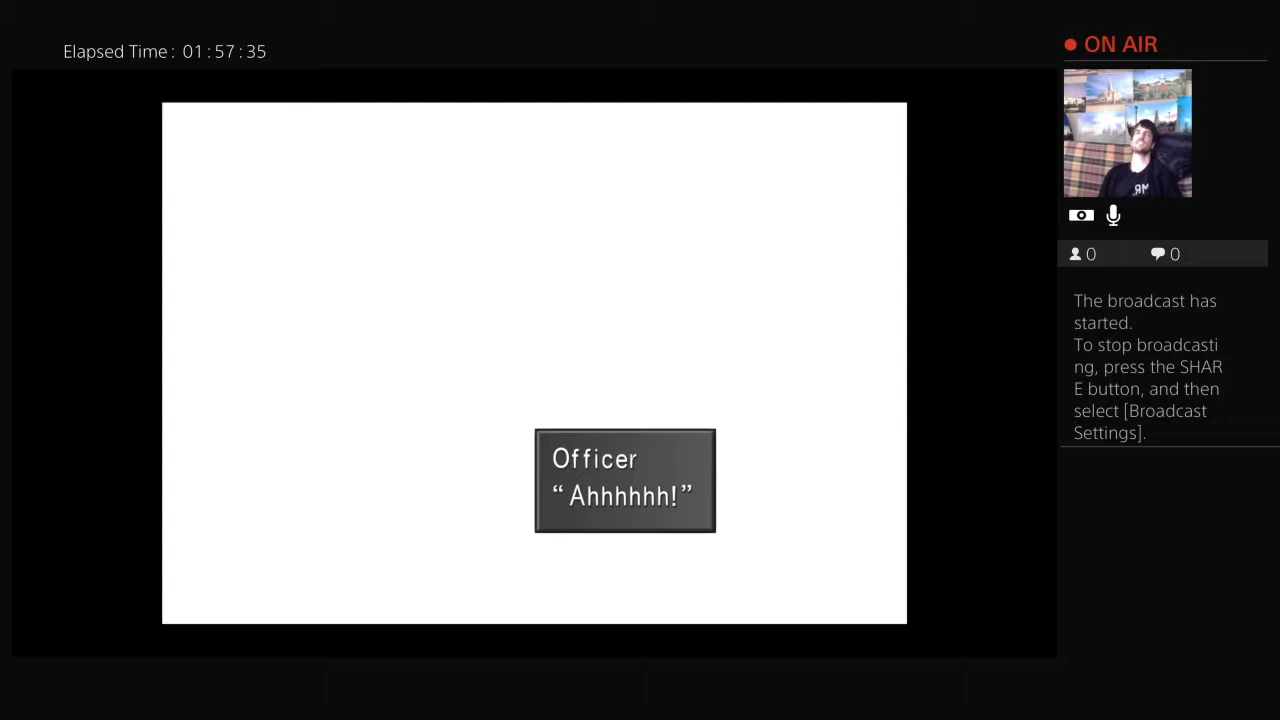 Elapsed Time : 01:57:35
ON AIR
0
0
The broadcast has
started.
To stop broadcasti
ng, press the SHAR
E button, and then
select [Broadcast
Settings].
Officer
“Ahhhhhh!”